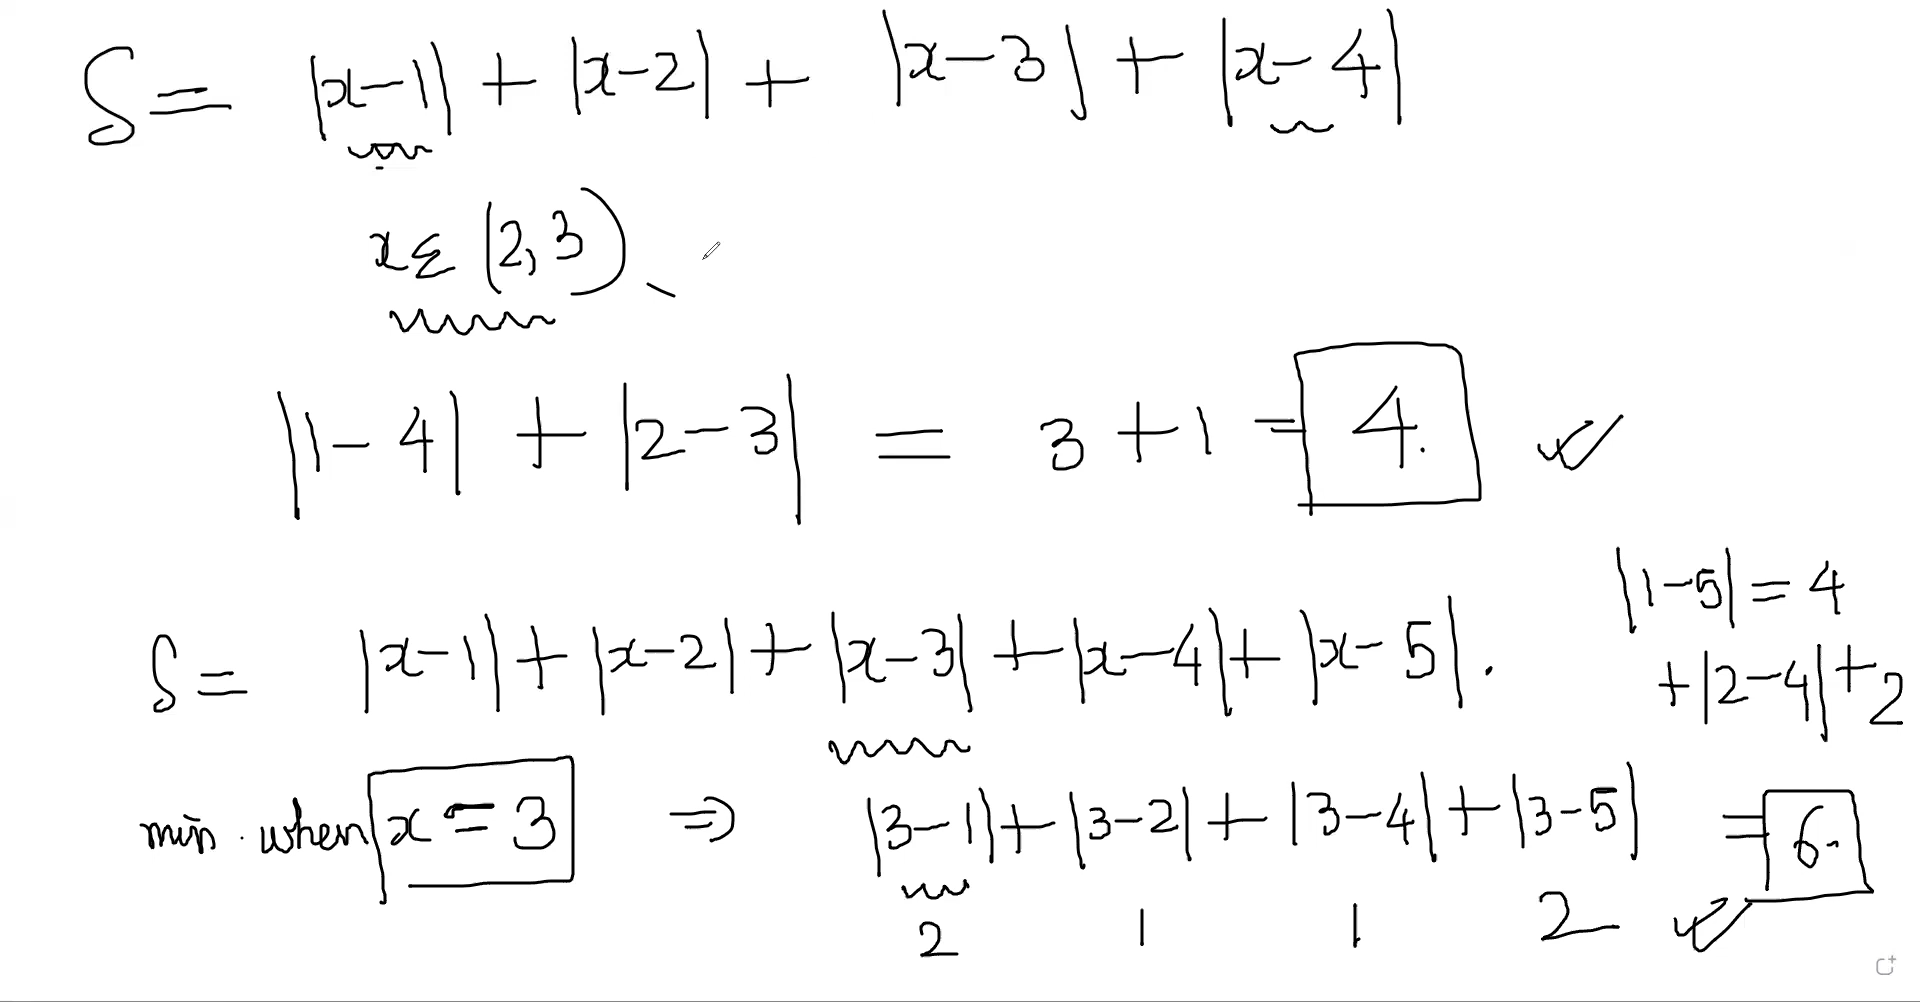 S = |x-1| + |x-2| + |x-3| + |x-4|
x ∈ (2,3)
|1-4| + |2-3| = 3 + 1 = 4.
|1-5| = 4
+ |2-4| + 2
S = |x-1| + |x-2| + |x-3| + |x-4| + |x-5|.
min. when x = 3 ⇒ |3-1| + |3-2| + |3-4| + |3-5| = 6.
2 1 1 2